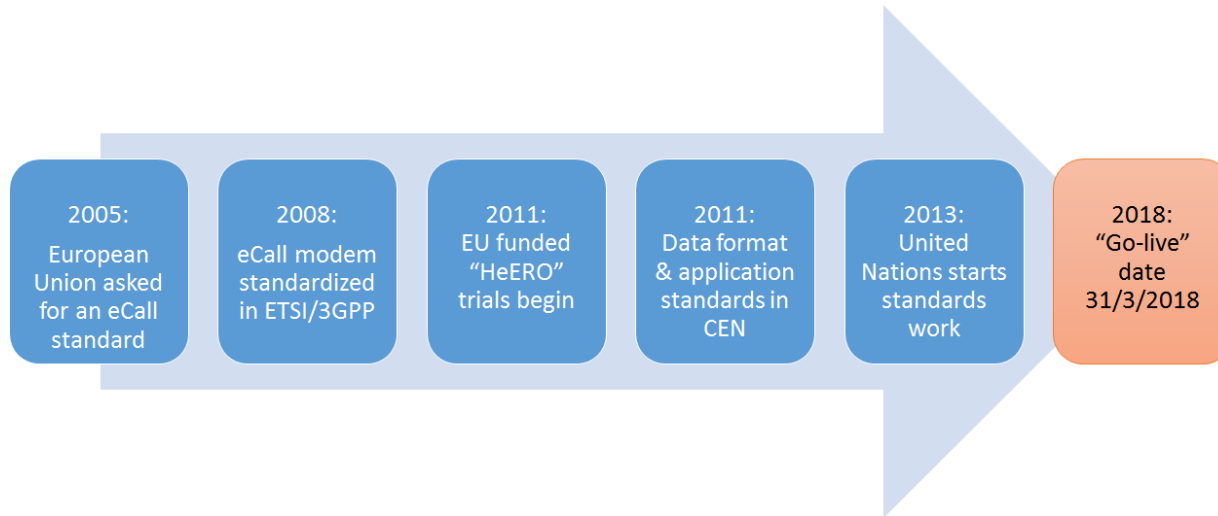 2005:
European
Union asked
for an eCall
standard
2008:
eCall modem
standardized
in ETSI/3GPP
2011:
EU funded
“HeERO”
trials begin
2011:
Data format
& application
standards in
CEN
2013:
United
Nations starts
standards
work
2018:
“Go-live”
date
31/3/2018